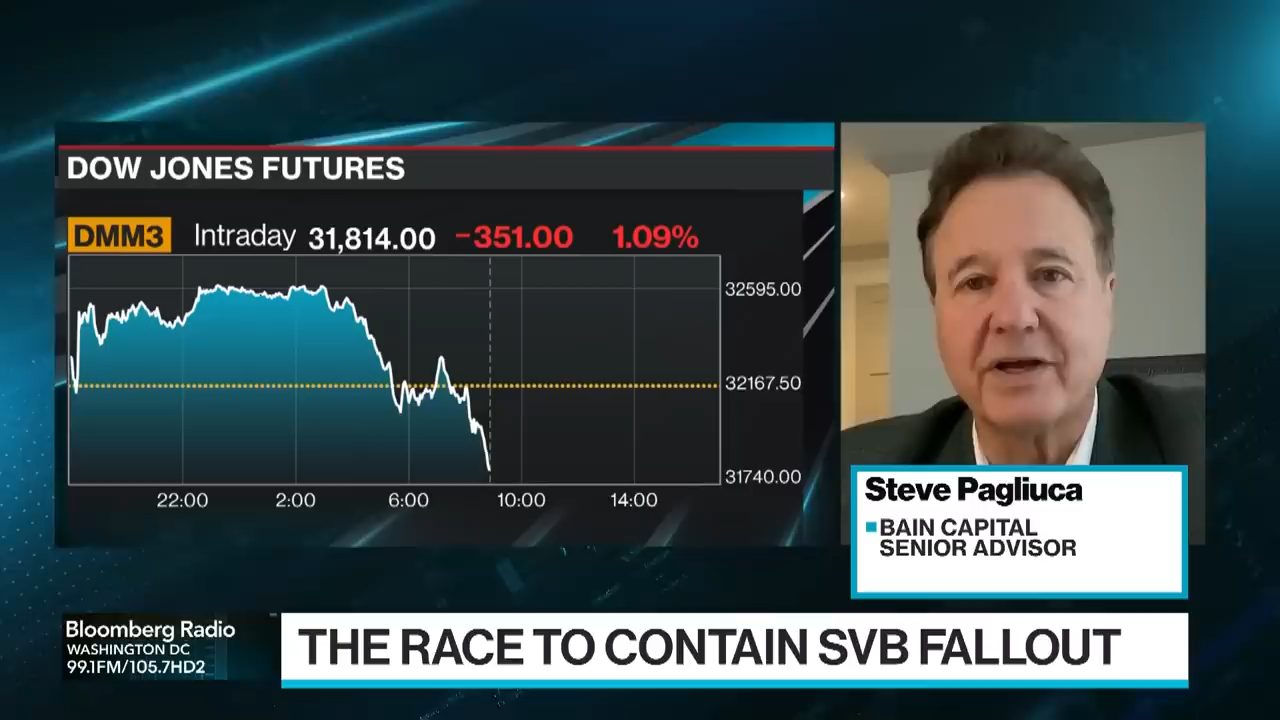 DOW JONES FUTURES
DMM3 Intraday 31,814.00 −351.00 1.09%
32595.00
32167.50
31740.00
22:00 2:00 6:00 10:00 14:00
Steve Pagliuca
BAIN CAPITAL
SENIOR ADVISOR
Bloomberg Radio
WASHINGTON DC
99.1FM/105.7HD2
THE RACE TO CONTAIN SVB FALLOUT